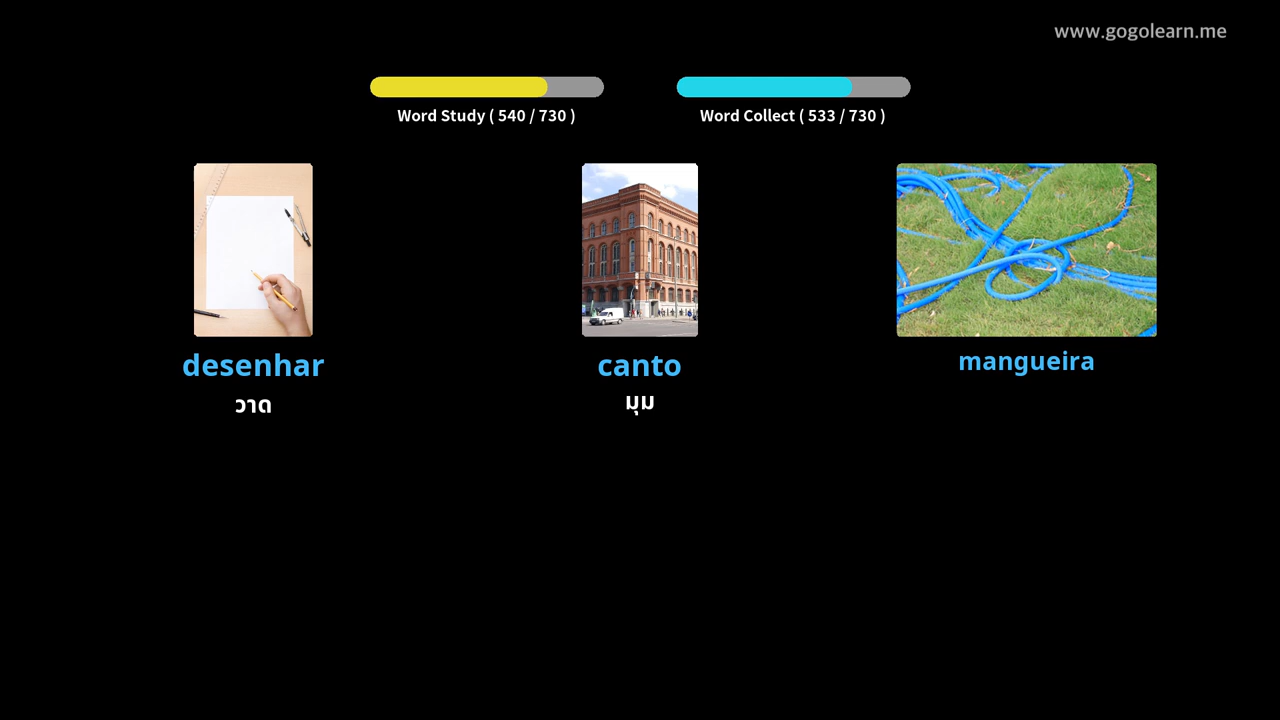 www.gogolearn.me
Word Study ( 540 / 730 )
Word Collect ( 533 / 730 )
desenhar
วาด
canto
มุม
mangueira